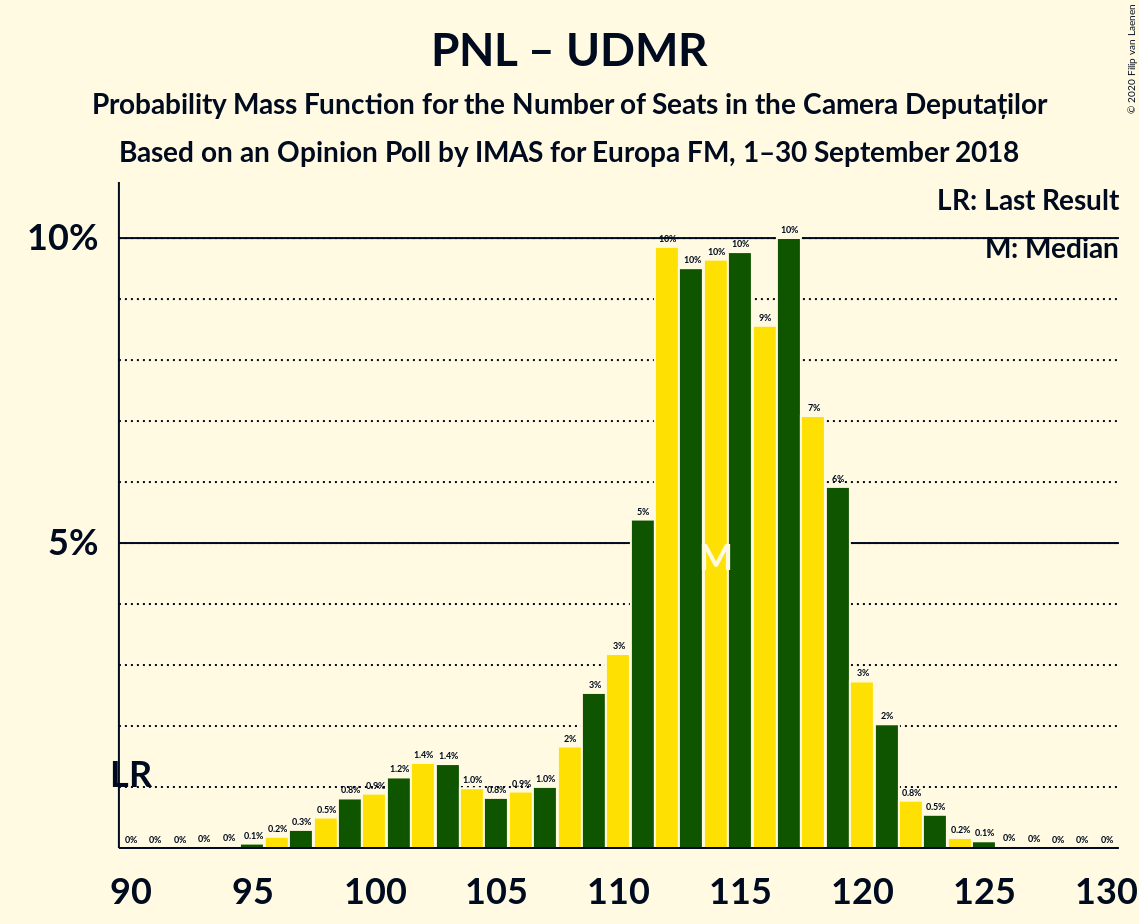 PNL – UDMR
Probability Mass Function for the Number of Seats in the Camera Deputaților
Based on an Opinion Poll by IMAS for Europa FM, 1–30 September 2018
© 2020 Filip van Laenen
LR: Last Result
M: Median
10%
5%
LR
M
0% 0% 0% 0% 0% 0.1% 0.2% 0.3% 0.5% 0.8% 0.9% 1.2% 1.4% 1.4% 1.0% 0.8% 0.9% 1.0% 2% 3% 3% 5% 10% 10% 10% 10% 9% 10% 7% 6% 3% 2% 0.8% 0.5% 0.2% 0.1% 0% 0% 0% 0% 0%
90 95 100 105 110 115 120 125 130